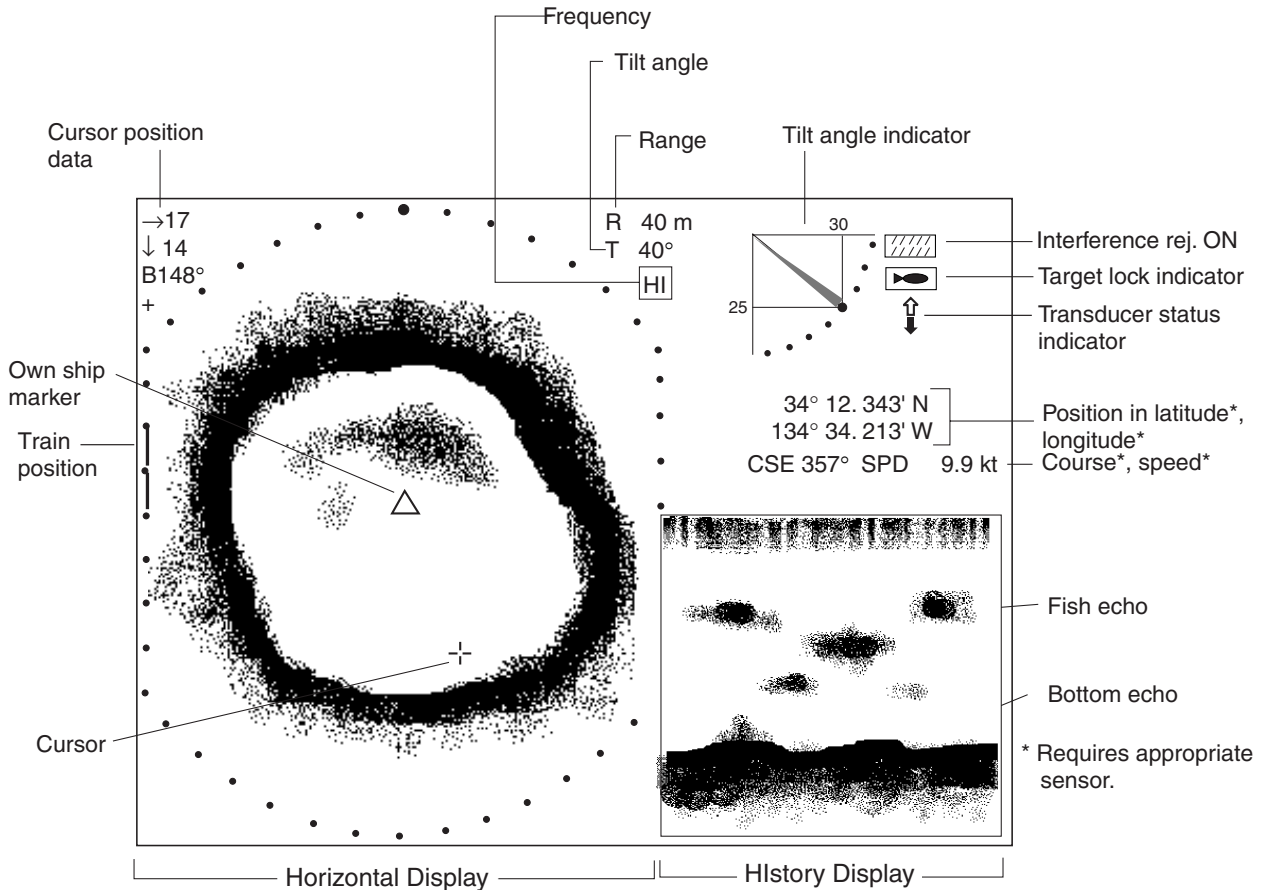 Frequency
Tilt angle
Cursor position
data
Range
Tilt angle indicator
→17
↓ 14
B148°
+
R 40 m
T 40°
HI
30
25
Interference rej. ON
Target lock indicator
Transducer status
indicator
Own ship
marker
Train
position
34° 12. 343' N
134° 34. 213' W
Position in latitude*,
longitude*
CSE 357° SPD 9.9 kt
Course*, speed*
Fish echo
Bottom echo
Cursor
* Requires appropriate
sensor.
Horizontal Display
HIstory Display